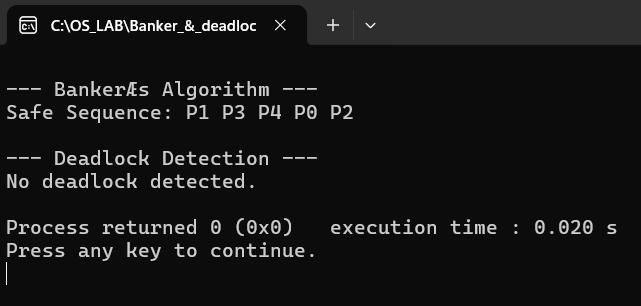 C:\OS_LAB\Banker_&_deadloc
--- BankerÆs Algorithm ---
Safe Sequence: P1 P3 P4 P0 P2
--- Deadlock Detection ---
No deadlock detected.
Process returned 0 (0x0)   execution time : 0.020 s
Press any key to continue.